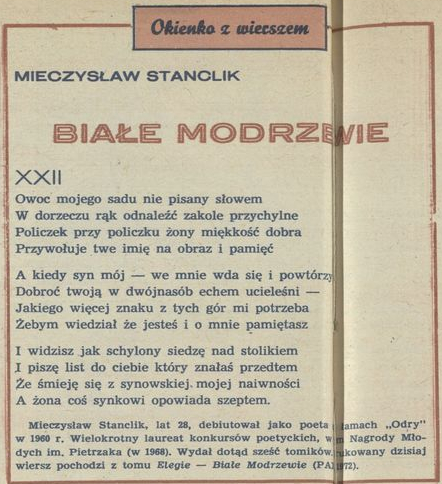 Okienko z wierszem
MIECZYSŁAW STANCLIK
BIAŁE MODRZEWIE
XXII
Owoc mojego sadu nie pisany słowem
W dorzeczu rąk odnaleźć zakole przychylne
Policzek przy policzku żony miękkość dobra
Przywołuje twe imię na obraz i pamięć
A kiedy syn mój — we mnie wda się i powtórzy
Dobroć twoją w dwójnasób echem ucieleśni —
Jakiego więcej znaku z tych gór mi potrzeba
Żebym wiedział że jesteś i o mnie pamiętasz
I widzisz jak schylony siedzę nad stolikiem
I piszę list do ciebie który znałaś przedtem
Że śmieję się z synowskiej mojej naiwności
A żona coś synkowi opowiada szeptem.
Mieczysław Stanclik, lat 28, debiutował jako poeta łamach „Odry”
w 1960 r. Wielokrotny laureat konkursów poetyckich, Nagrody Mło-
dych im. Pietrzaka (w 1968). Wydał dotąd sześć tomików, rukowany dzisiaj
wiersz pochodzi z tomu Elegie — Białe Modrzewie (PA 1972).